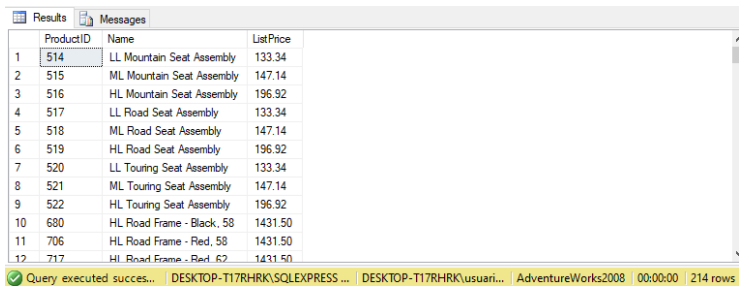 Results Messages
ProductID Name ListPrice
1 514 LL Mountain Seat Assembly 133.34
2 515 ML Mountain Seat Assembly 147.14
3 516 HL Mountain Seat Assembly 196.92
4 517 LL Road Seat Assembly 133.34
5 518 ML Road Seat Assembly 147.14
6 519 HL Road Seat Assembly 196.92
7 520 LL Touring Seat Assembly 133.34
8 521 ML Touring Seat Assembly 147.14
9 522 HL Touring Seat Assembly 196.92
10 680 HL Road Frame - Black, 58 1431.50
11 706 HL Road Frame - Red, 58 1431.50
12 717 HL Road Frame - Red, 62 1431.50
Query executed succes... DESKTOP-T17RHRK\SQLEXPRESS ... DESKTOP-T17RHRK\usuari... AdventureWorks2008 00:00:00 214 rows